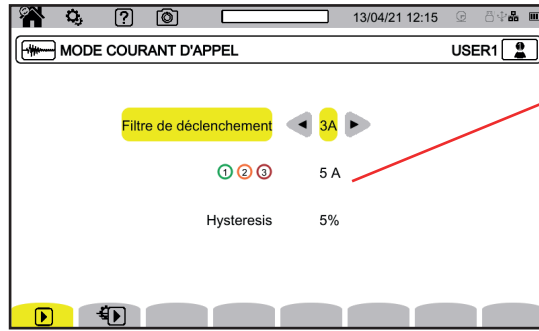 ? 13/04/21 12:15
MODE COURANT D'APPEL USER1
Filtre de déclenchement 3A
1 2 3 5 A
Hysteresis 5%